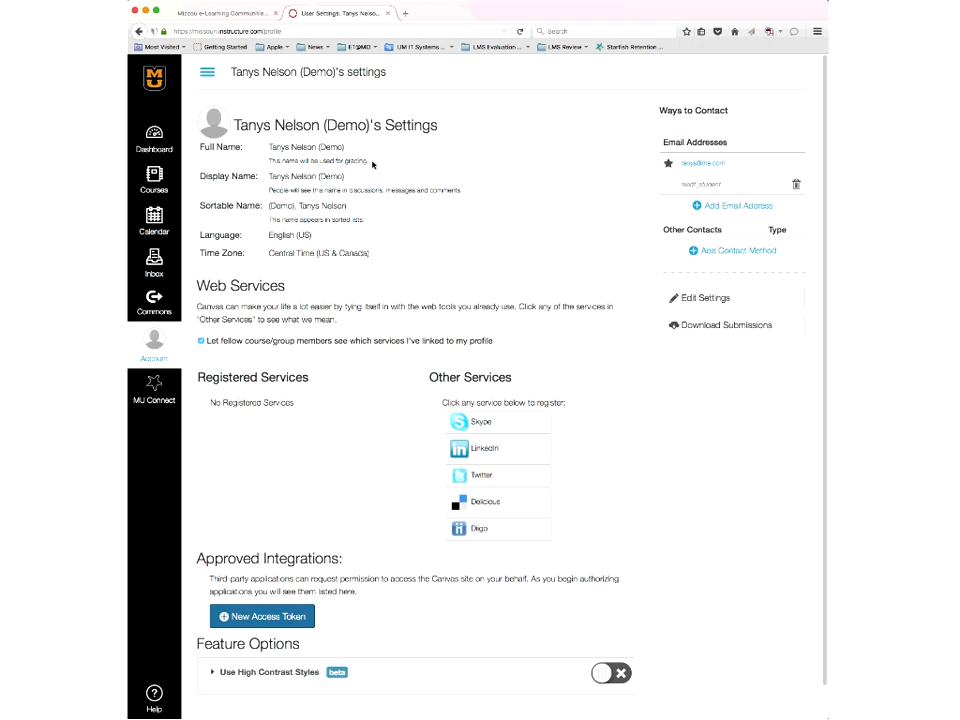 Mizzou e-Learning Communitie...
User Settings: Tanys Nelso...
https://missouri.instructure.com/profile
Search
Most Visited
Getting Started
Apple
News
UM IT Systems...
LMS Evaluation...
LMS Review
Starfish Retention ...
MU
Tanys Nelson (Demo)'s settings
Dashboard
Courses
Calendar
Inbox
Commons
Account
MU Connect
Help
Tanys Nelson (Demo)'s Settings
Full Name: Tanys Nelson (Demo)
This name will be used for grading.
Display Name: Tanys Nelson (Demo)
People will see this name in discussions, messages and comments.
Sortable Name: (Demo), Tanys Nelson
This name appears in sorted lists.
Language: English (US)
Time Zone: Central Time (US & Canada)
Web Services
Canvas can make your life a lot easier by tying itself in with the web tools you already use. Click any of the services in
"Other Services" to see what we mean.
Let fellow course/group members see which services I've linked to my profile
Registered Services
No Registered Services
Other Services
Click any service below to register:
Skype
LinkedIn
Twitter
Delicious
Diigo
Approved Integrations:
Third-party applications can request permission to access the Canvas site on your behalf. As you begin authorizing
applications you will see them listed here.
New Access Token
Feature Options
Use High Contrast Styles beta
Ways to Contact
Email Addresses
tanys@me.com
Add Email Address
Other Contacts Type
Add Contact Method
Edit Settings
Download Submissions